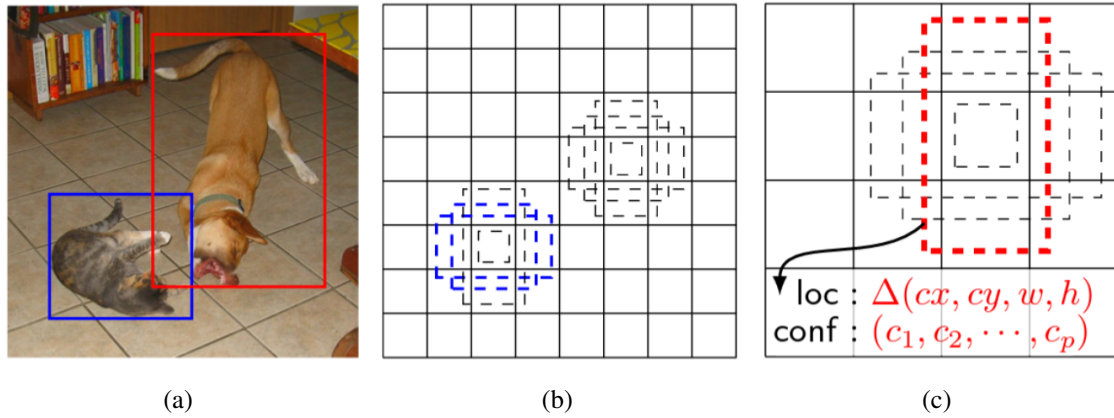 loc : Δ(cx, cy, w, h)
conf : (c₁, c₂, ⋯, cₚ)
(a)
(b)
(c)